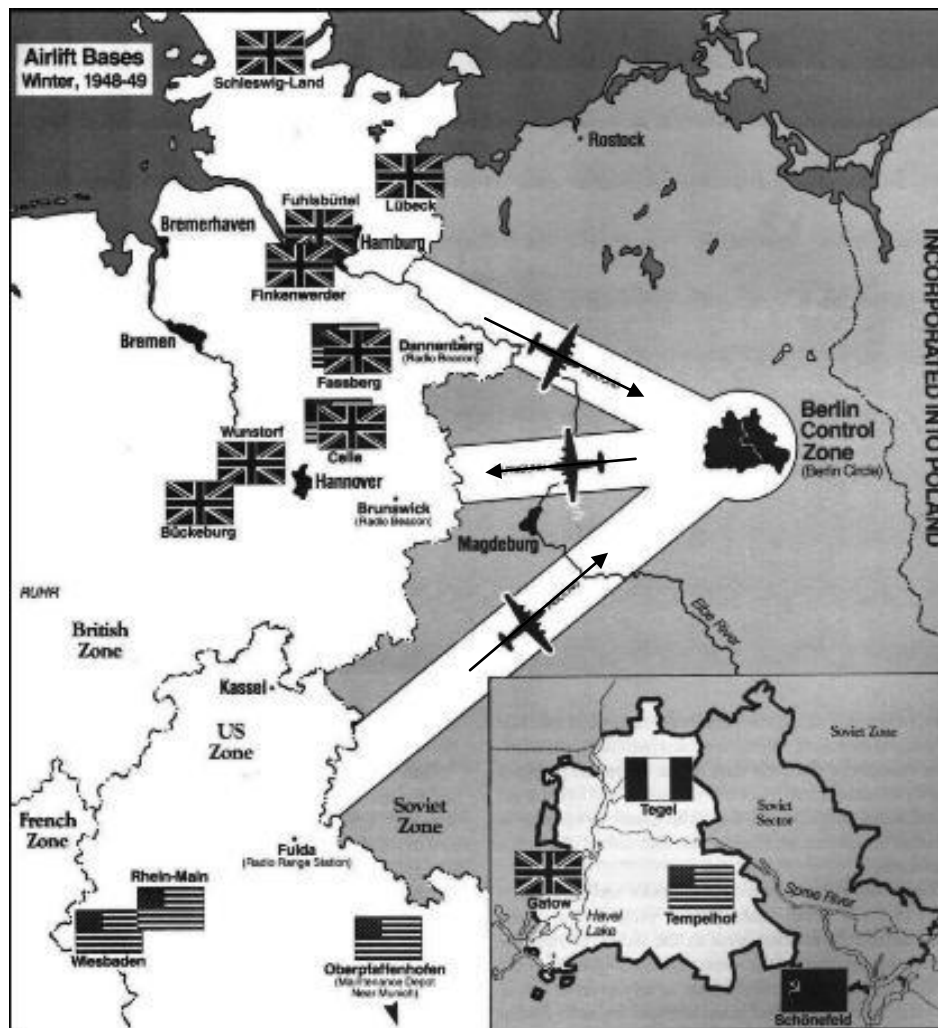 Airlift Bases
Winter, 1948-49
Schleswig-Land
Rostock
Lübeck
Fuhlsbüttel
Bremerhaven
Hamburg
Finkenwerder
INCORPORATED INTO POLAND
Bremen
Dannenberg
(Radio Beacon)
Fassberg
Berlin
Control
Zone
(Berlin Circle)
Wunstorf
Celle
Hannover
Brunswick
(Radio Beacon)
Bückeburg
Magdeburg
RUHR
British
Zone
Elbe River
Kassel
US
Zone
French
Zone
Soviet
Zone
Fulda
(Radio Range Station)
Rhein-Main
Wiesbaden
Oberpfaffenhofen
(Maintenance Depot
Near Munich)
Soviet Zone
Tegel
Soviet
Sector
Gatow
Havel
Lake
Tempelhof
Spree River
Schönefeld